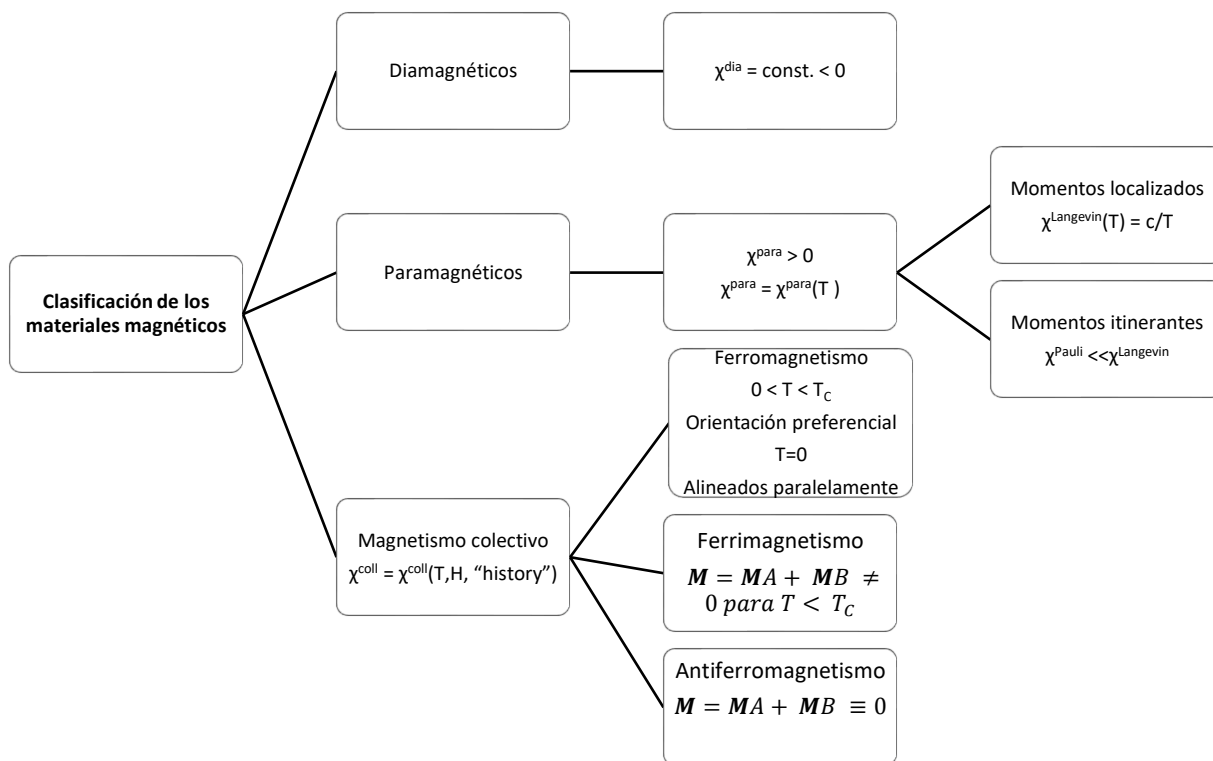 Clasificación de los
materiales magnéticos
Diamagnéticos
χ^dia = const. < 0
Paramagnéticos
χ^para > 0
χ^para = χ^para(T )
Momentos localizados
χ^Langevin(T) = c/T
Momentos itinerantes
χ^Pauli <<χ^Langevin
Magnetismo colectivo
χ^coll = χ^coll(T,H, “history”)
Ferromagnetismo
0 < T < T_C
Orientación preferencial
T=0
Alineados paralelamente
Ferrimagnetismo
M = MA + MB ≠
0 para T < T_C
Antiferromagnetismo
M = MA + MB ≡ 0